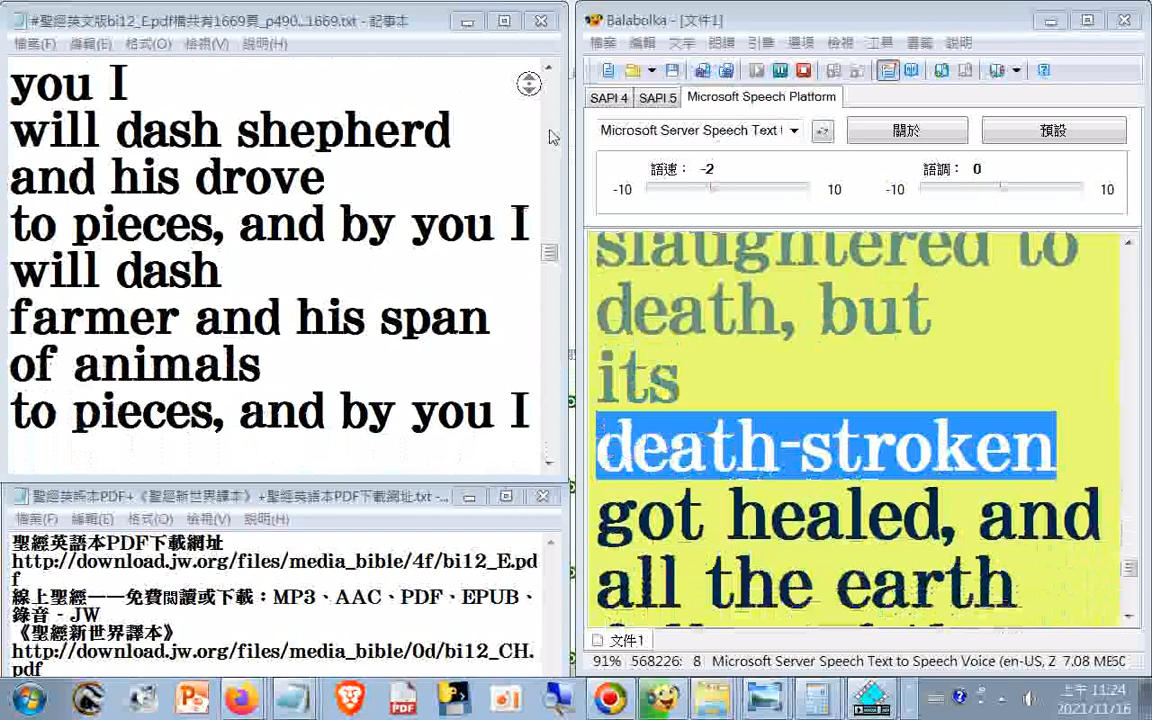 #聖經英文版bi12_E.pdf檔共有1669頁_p490...1669.txt - 記事本
檔案(F) 編輯(E) 格式(O) 檢視(V) 說明(H)
you I
will dash shepherd
and his drove
to pieces, and by you I
will dash
farmer and his span
of animals
to pieces, and by you I
聖經英語本PDF+《聖經新世界譯本》+聖經英語本PDF下載網址.txt -...
檔案(F) 編輯(E) 格式(O) 檢視(V) 說明(H)
聖經英語本PDF下載網址
http://download.jw.org/files/media_bible/4f/bi12_E.pd
f
線上聖經——免費閱讀或下載：MP3、AAC、PDF、EPUB、
錄音 - JW
《聖經新世界譯本》
http://download.jw.org/files/media_bible/0d/bi12_CH.
pdf
Balabolka - [文件1]
檔案 編輯 文字 朗讀 引擎 選項 檢視 工具 書籤 說明
SAPI 4 SAPI 5 Microsoft Speech Platform
Microsoft Server Speech Text 關於 預設
語速： -2 語調： 0
-10 10 -10 10
slaughtered to
death, but
its
death-stroken
got healed, and
all the earth
文件1
91% 568226: 8 Microsoft Server Speech Text to Speech Voice (en-US, Z 7.08 ME
上午 11:24
2021/11/16